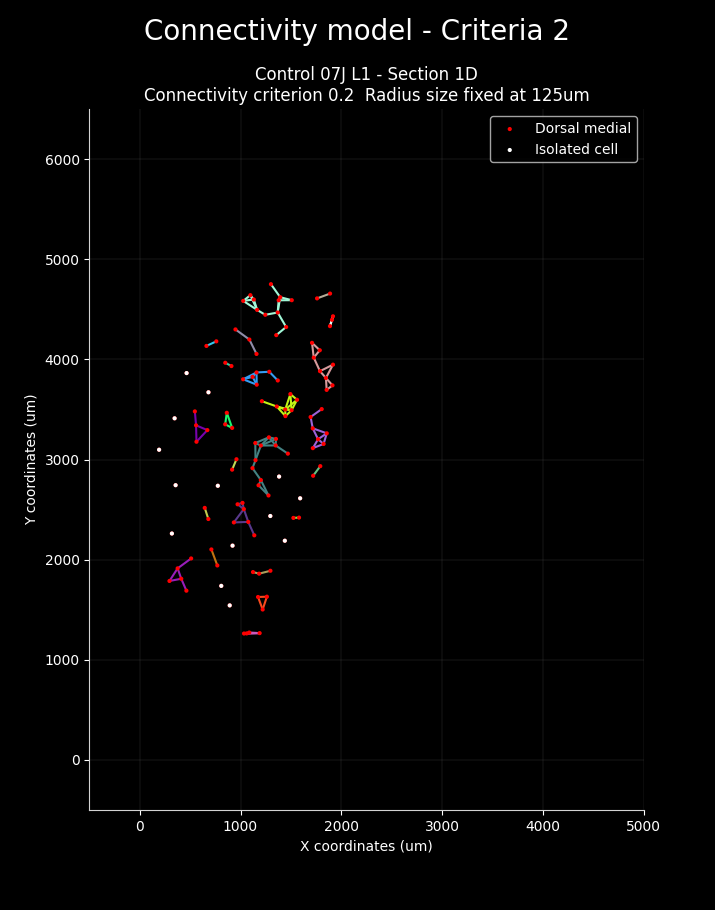 Connectivity model - Criteria 2
Control 07J L1 - Section 1D
Connectivity criterion 0.2  Radius size fixed at 125um
Dorsal medial
Isolated cell
6000
5000
4000
3000
2000
1000
0
Y coordinates (um)
0 1000 2000 3000 4000 5000
X coordinates (um)